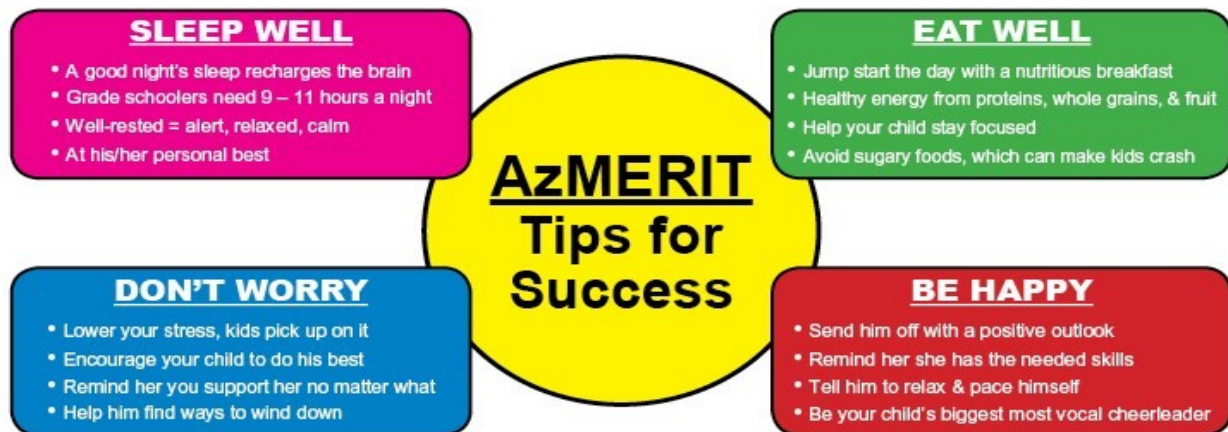 SLEEP WELL
• A good night's sleep recharges the brain
• Grade schoolers need 9 – 11 hours a night
• Well-rested = alert, relaxed, calm
• At his/her personal best
EAT WELL
• Jump start the day with a nutritious breakfast
• Healthy energy from proteins, whole grains, & fruit
• Help your child stay focused
• Avoid sugary foods, which can make kids crash
AzMERIT
Tips for
Success
DON'T WORRY
• Lower your stress, kids pick up on it
• Encourage your child to do his best
• Remind her you support her no matter what
• Help him find ways to wind down
BE HAPPY
• Send him off with a positive outlook
• Remind her she has the needed skills
• Tell him to relax & pace himself
• Be your child's biggest most vocal cheerleader